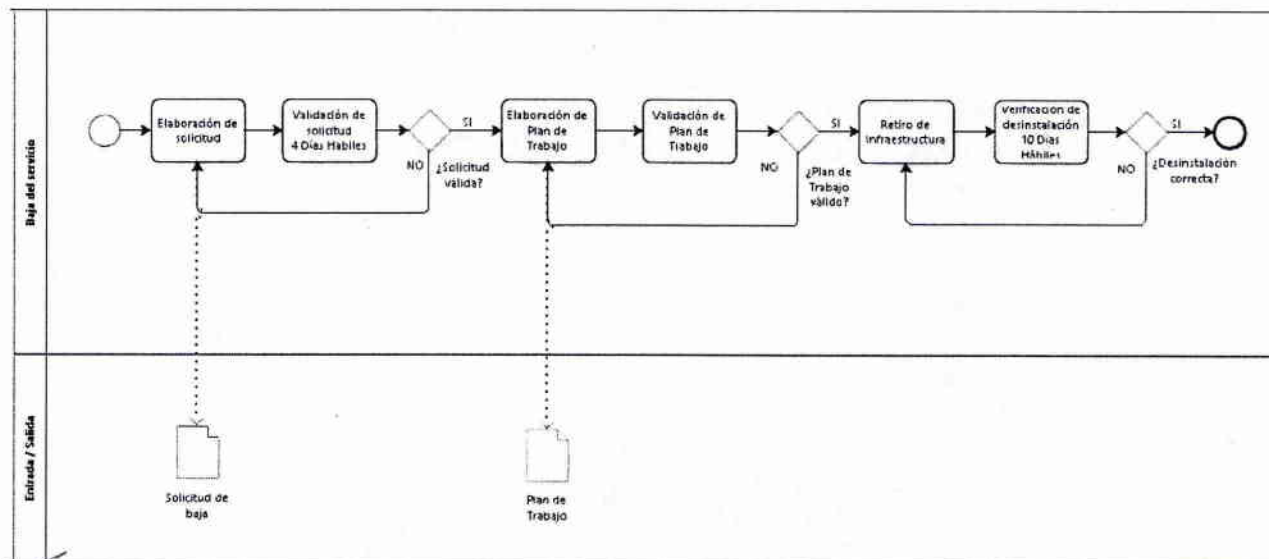 Baja del servicio
Elaboración de
solicitud
Validación de
solicitud
4 Días Hábiles
SI
NO
¿Solicitud
válida?
Elaboración de
Plan de
Trabajo
Validación de
Plan de
Trabajo
SI
NO
¿Plan de
Trabajo
válido?
Retiro de
infraestructura
Verificación de
desinstalación
10 Días
Hábiles
SI
NO
¿Desinstalación
correcta?
Entrada / Salida
Solicitud de
baja
Plan de
Trabajo